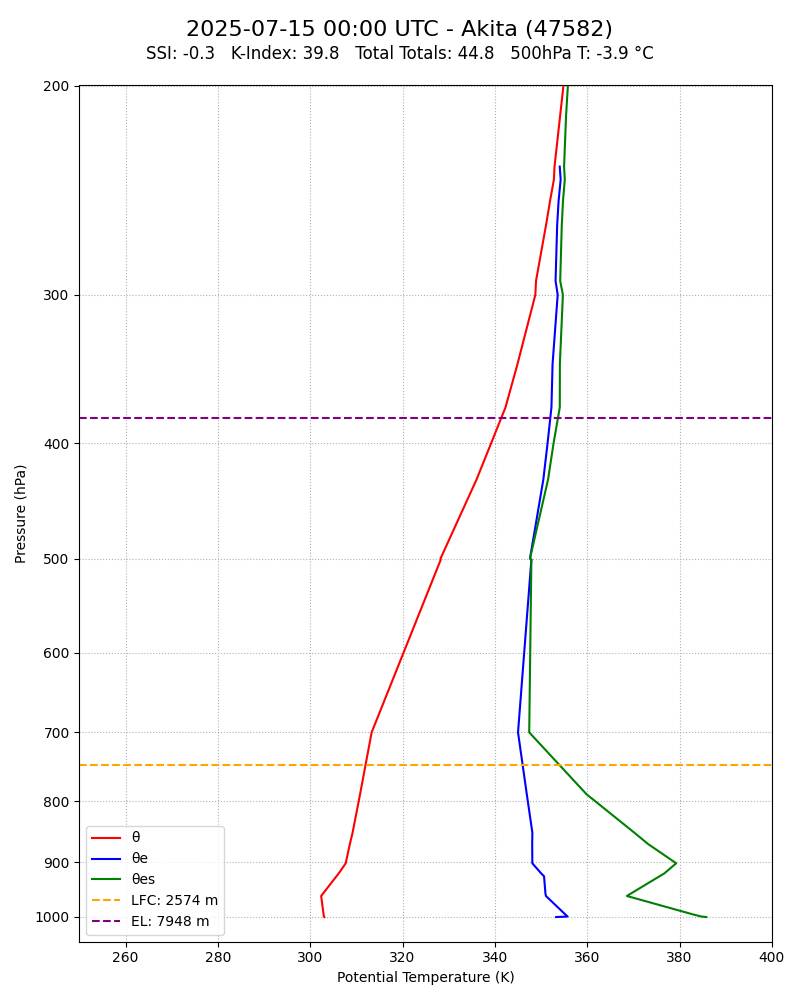 2025-07-15 00:00 UTC - Akita (47582)
SSI: -0.3   K-Index: 39.8   Total Totals: 44.8   500hPa T: -3.9 °C
200
300
400
500
600
700
800
900
1000
Pressure (hPa)
θ
θe
θes
LFC: 2574 m
EL: 7948 m
260 280 300 320 340 360 380 400
Potential Temperature (K)